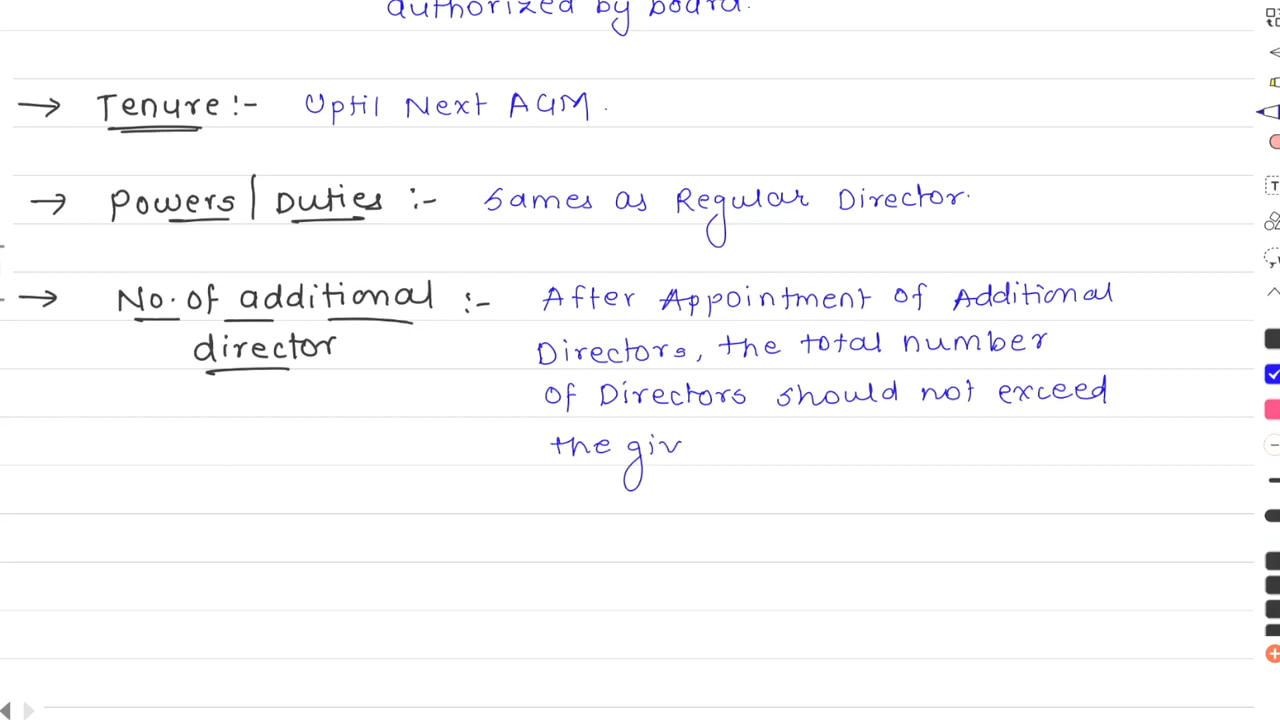 authorized by board.
→ Tenure :- Uptil Next AGM.
→ Powers | Duties :- Sames as Regular Director.
→ No. of additional :- After Appointment of Additional
director Directors, the total number
of Directors should not exceed
the giv